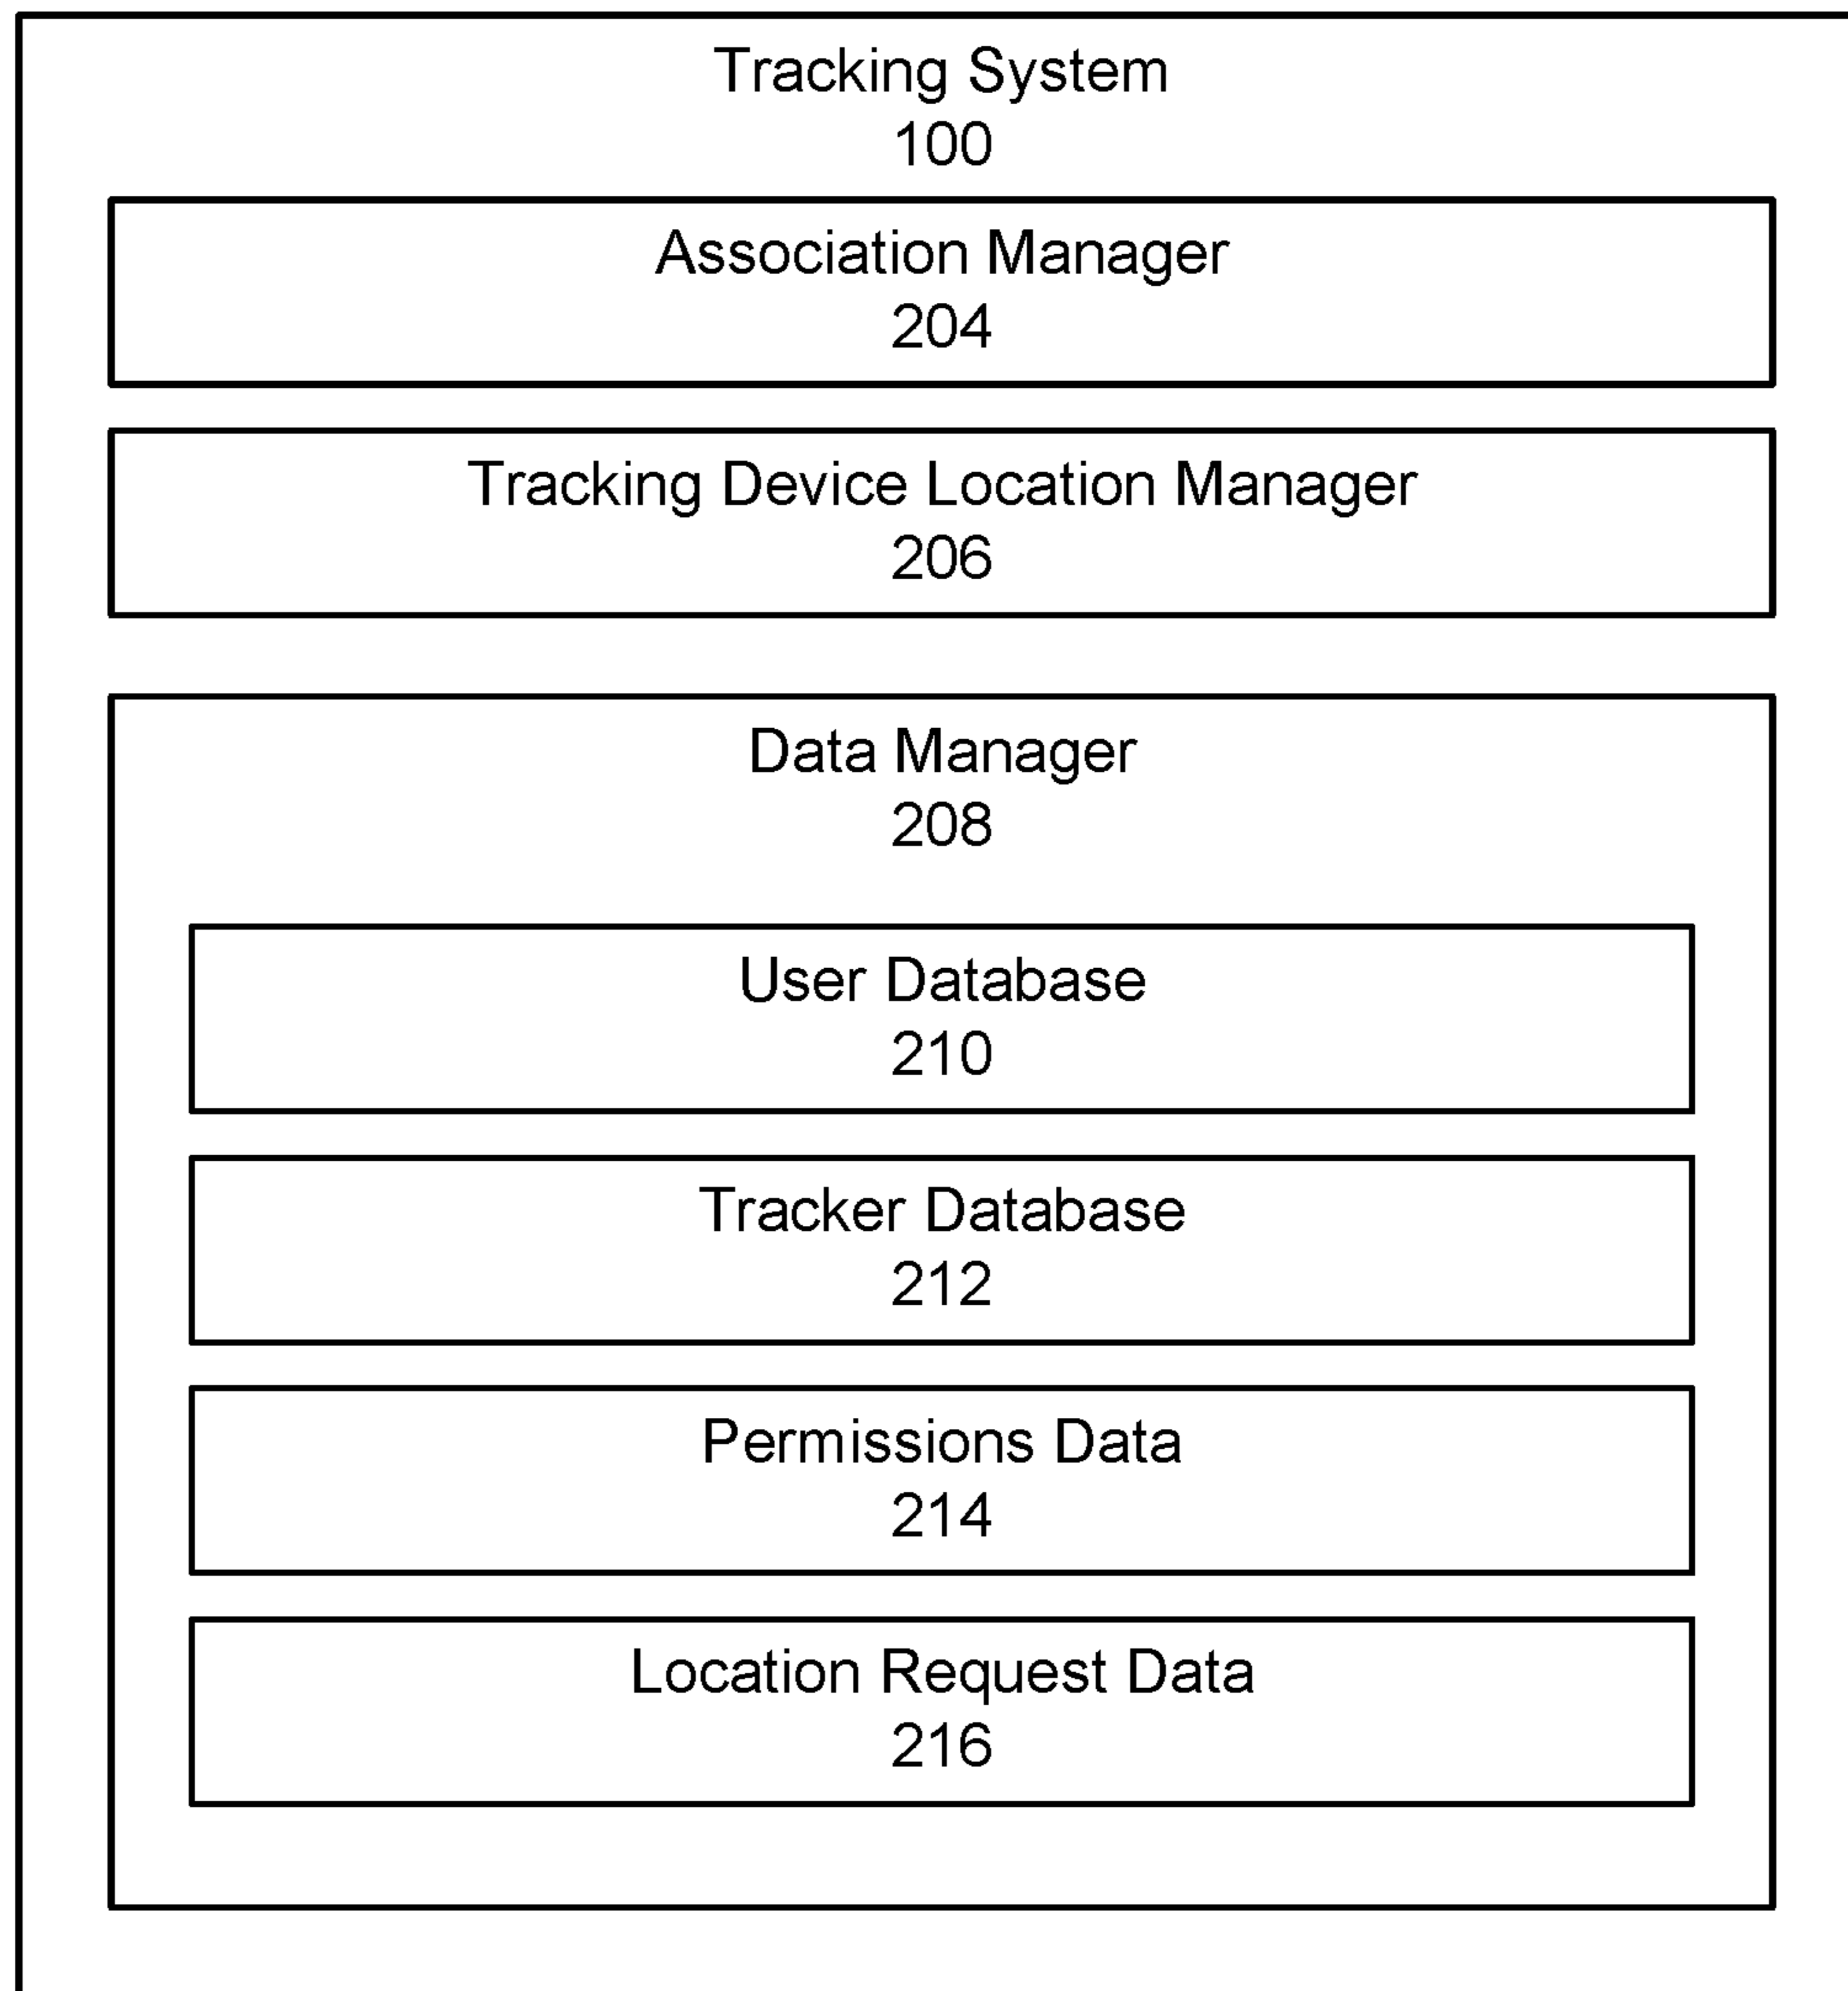 Tracking System
100
Association Manager
204
Tracking Device Location Manager
206
Data Manager
208
User Database
210
Tracker Database
212
Permissions Data
214
Location Request Data
216